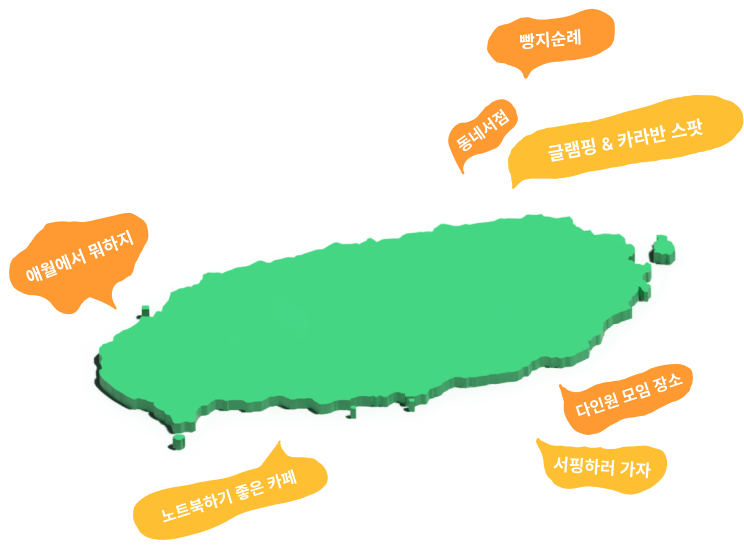 빵지순례
동네서점
글램핑 & 카라반 스팟
애월에서 뭐하지
다인원 모임 장소
서핑하러 가자
노트북하기 좋은 카페